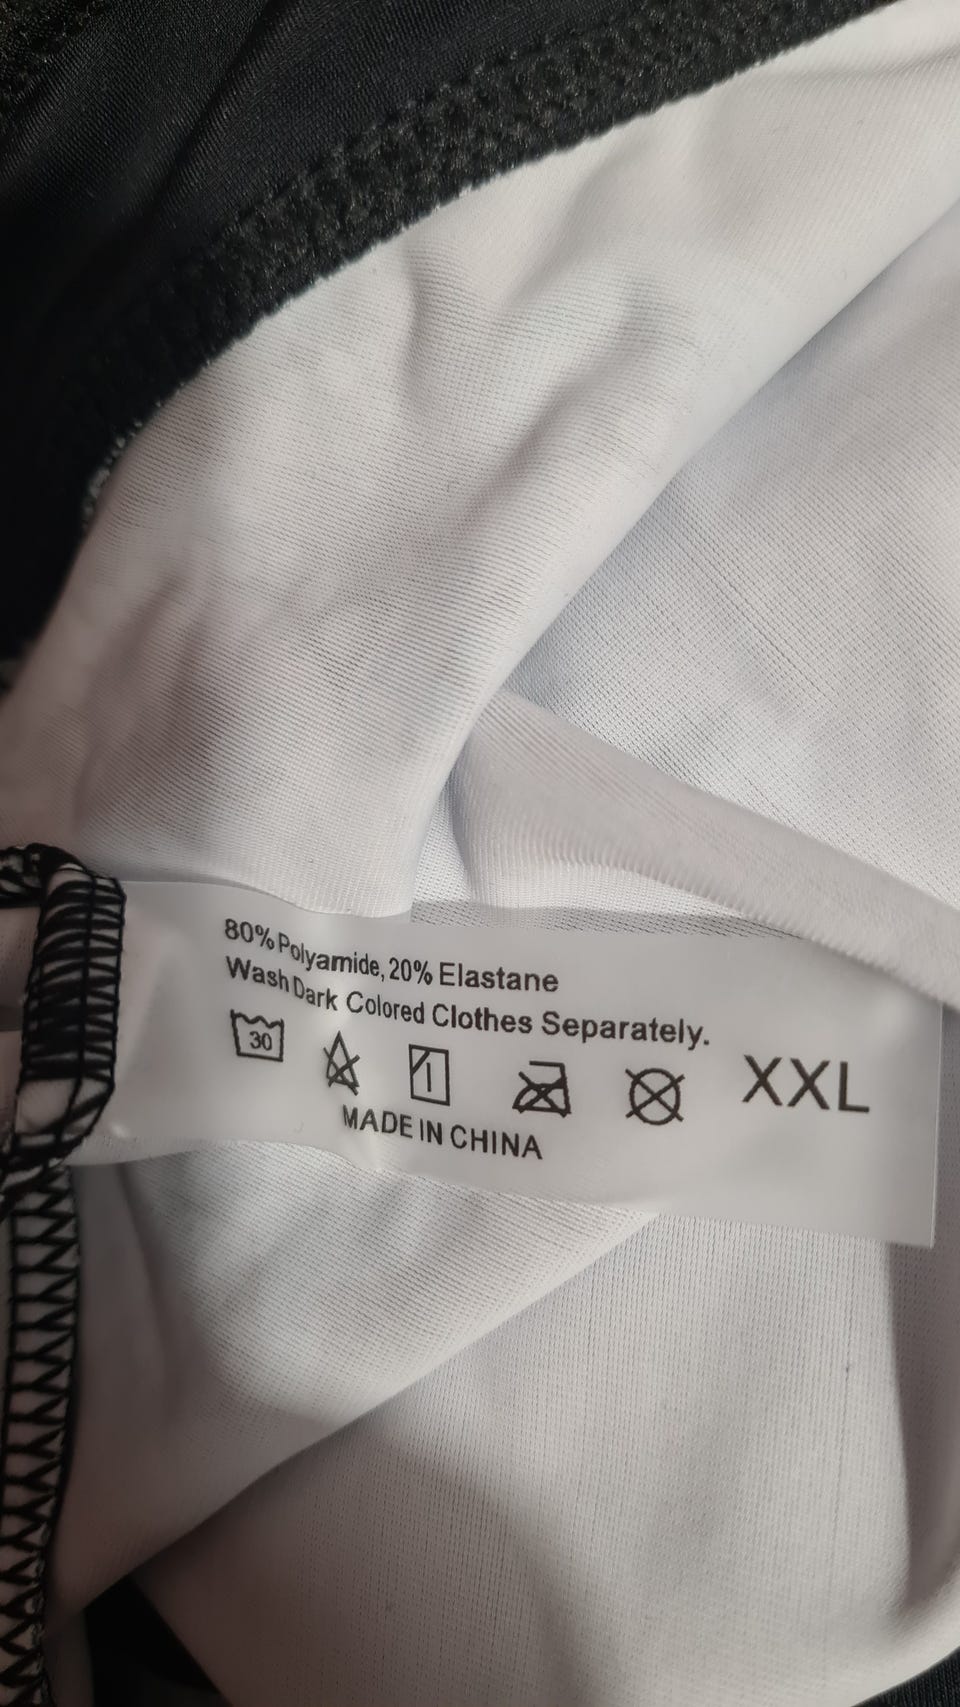 80% Polyamide, 20% Elastane
Wash Dark Colored Clothes Separately.
30
XXL
MADE IN CHINA